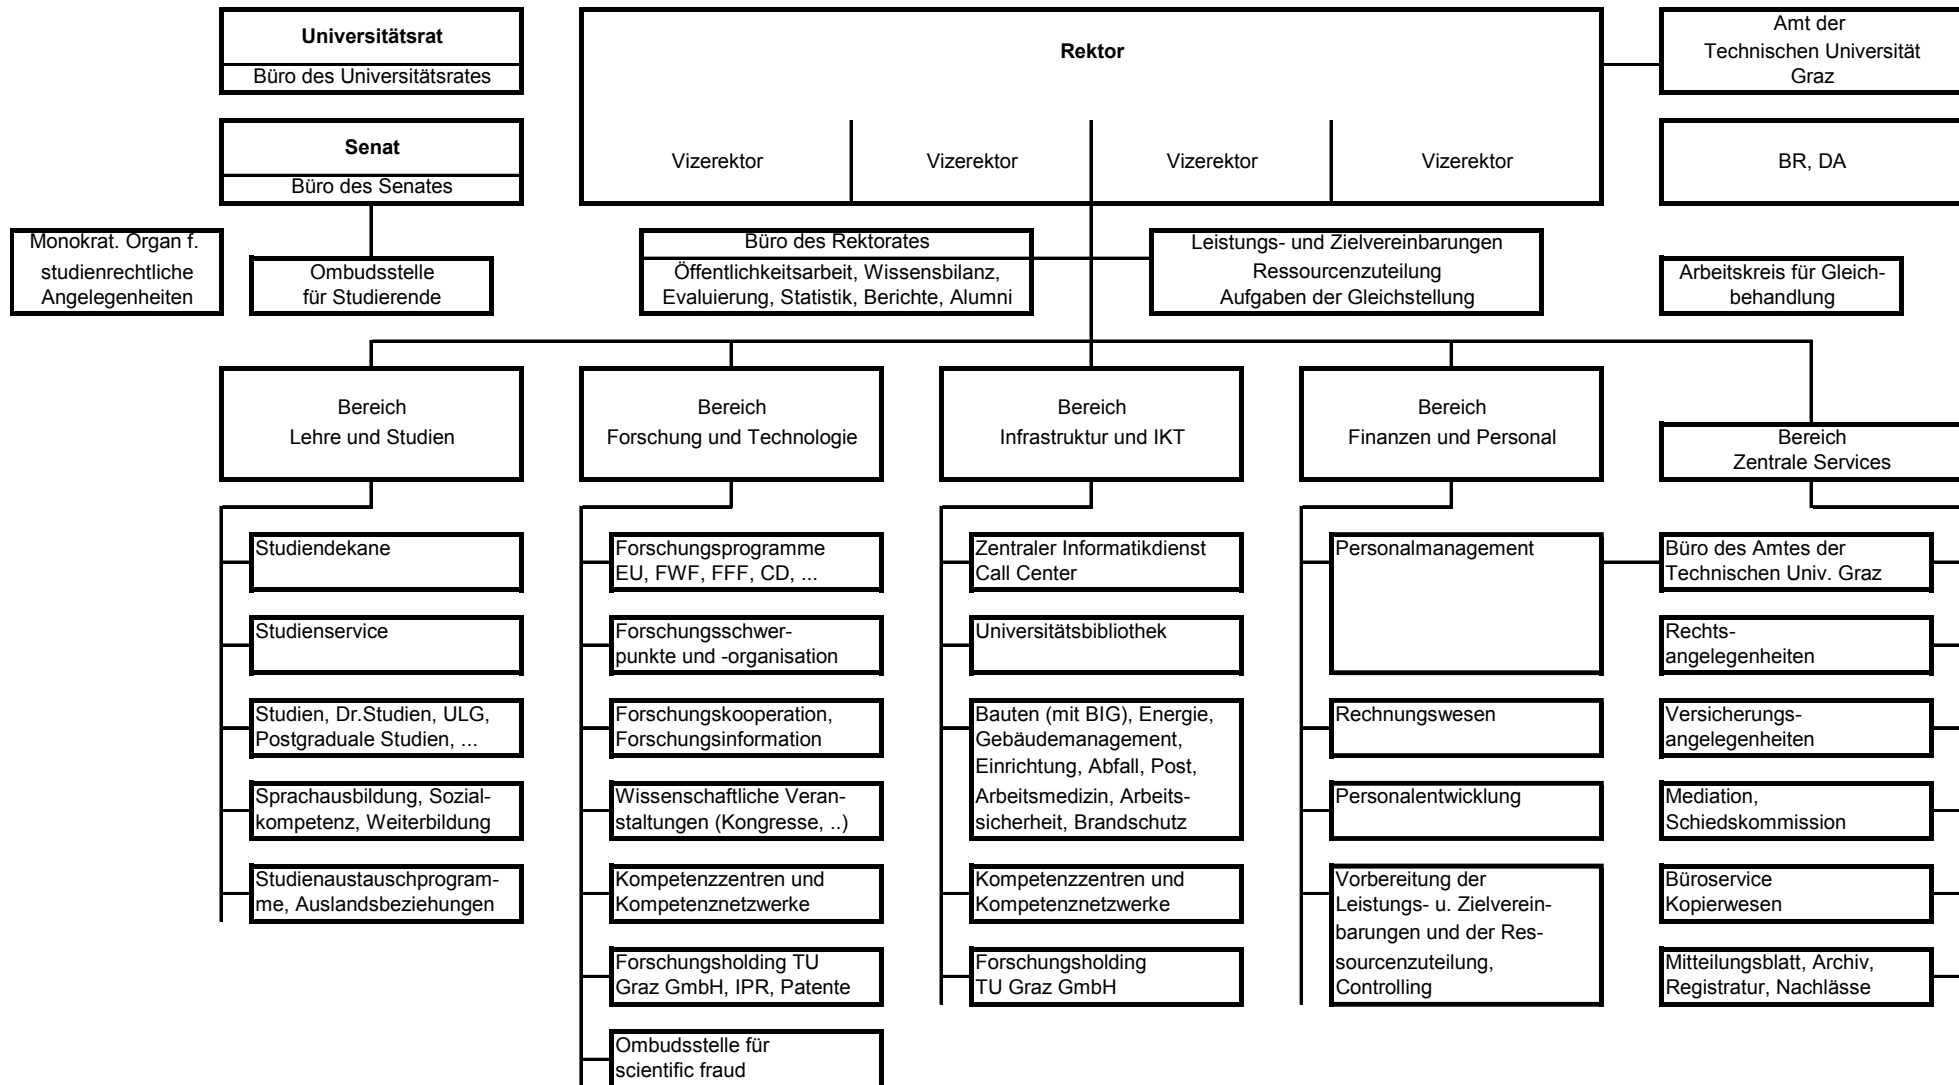 Universitätsrat
Büro des Universitätsrates
Rektor
Amt der
Technischen Universität
Graz
Senat
Büro des Senates
Vizerektor
Vizerektor
Vizerektor
Vizerektor
BR, DA
Monokrat. Organ f.
studienrechtliche
Angelegenheiten
Ombudsstelle
für Studierende
Büro des Rektorates
Öffentlichkeitsarbeit, Wissensbilanz,
Evaluierung, Statistik, Berichte, Alumni
Leistungs- und Zielvereinbarungen
Ressourcenzuteilung
Aufgaben der Gleichstellung
Arbeitskreis für Gleich-
behandlung
Bereich
Lehre und Studien
Bereich
Forschung und Technologie
Bereich
Infrastruktur und IKT
Bereich
Finanzen und Personal
Bereich
Zentrale Services
Studiendekane
Studienservice
Studien, Dr.Studien, ULG,
Postgraduale Studien, ...
Sprachausbildung, Sozial-
kompetenz, Weiterbildung
Studienaustauschprogram-
me, Auslandsbeziehungen
Forschungsprogramme
EU, FWF, FFF, CD, ...
Forschungsschwer-
punkte und -organisation
Forschungskooperation,
Forschungsinformation
Wissenschaftliche Veran-
staltungen (Kongresse, ..)
Kompetenzzentren und
Kompetenznetzwerke
Forschungsholding TU
Graz GmbH, IPR, Patente
Ombudsstelle für
scientific fraud
Zentraler Informatikdienst
Call Center
Universitätsbibliothek
Bauten (mit BIG), Energie,
Gebäudemanagement,
Einrichtung, Abfall, Post,
Arbeitsmedizin, Arbeits-
sicherheit, Brandschutz
Kompetenzzentren und
Kompetenznetzwerke
Forschungsholding
TU Graz GmbH
Personalmanagement
Rechnungswesen
Personalentwicklung
Vorbereitung der
Leistungs- u. Zielverein-
barungen und der Res-
sourcenzuteilung,
Controlling
Büro des Amtes der
Technischen Univ. Graz
Rechts-
angelegenheiten
Versicherungs-
angelegenheiten
Mediation,
Schiedskommission
Büroservice
Kopierwesen
Mitteilungsblatt, Archiv,
Registratur, Nachlässe